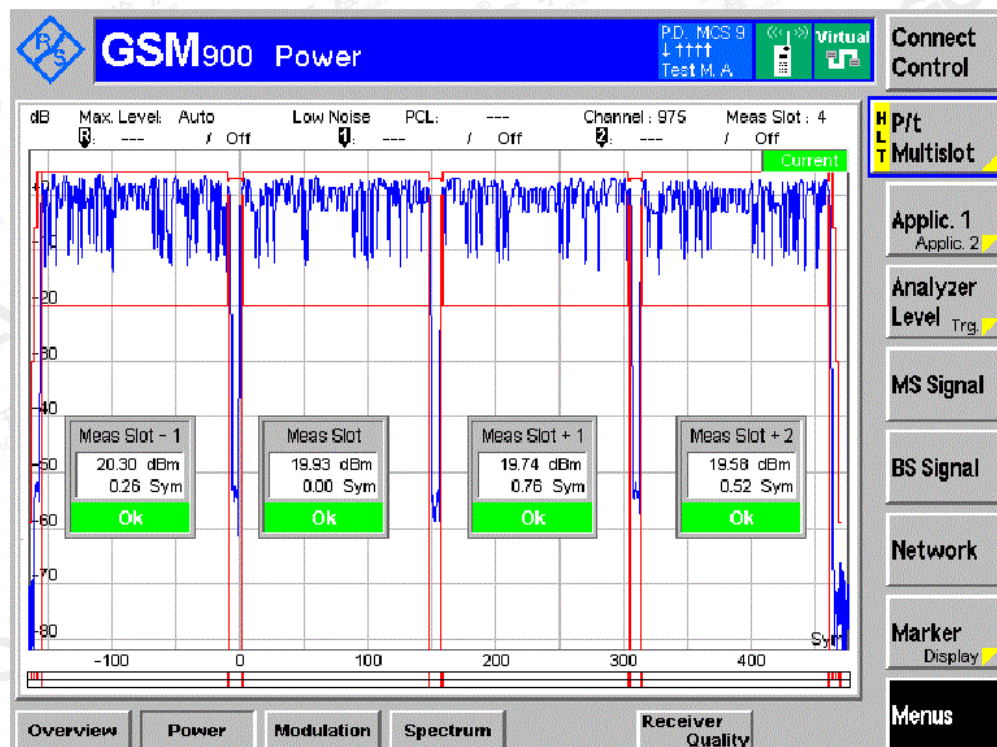 R/S
GSM900 Power
P.D. MCS 9
↓ ↑↑↑↑
Test M. A
Virtual
Connect
Control
dB Max. Level: Auto Low Noise PCL: --- Channel : 975 Meas Slot : 4
R: --- / Off 1: --- / Off 2: --- / Off
HLT
P/t
Multislot
Current
Applic. 1
Applic. 2
Analyzer
Level Trg.
MS Signal
BS Signal
Network
Marker
Display
Menus
-20
-30
-40
-50
-60
-70
-80
Meas Slot - 1
20.30 dBm
0.26 Sym
Ok
Meas Slot
19.93 dBm
0.00 Sym
Ok
Meas Slot + 1
19.74 dBm
0.76 Sym
Ok
Meas Slot + 2
19.58 dBm
0.52 Sym
Ok
Sym
-100 0 100 200 300 400
Overview Power Modulation Spectrum Receiver
Quality